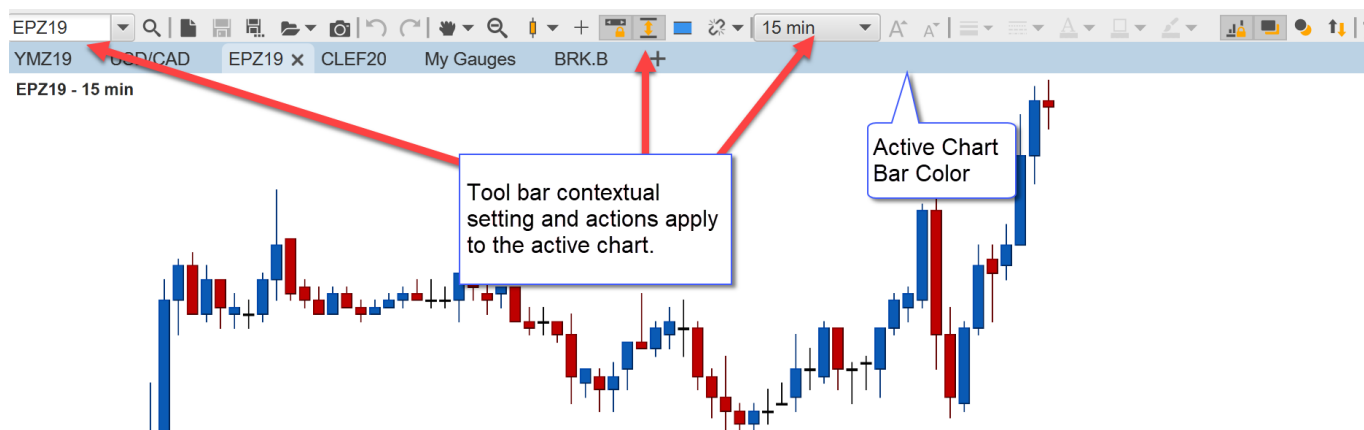 EPZ19 15 min
YMZ19 USD/CAD EPZ19 CLEF20 My Gauges BRK.B
EPZ19 - 15 min
Active Chart
Bar Color
Tool bar contextual
setting and actions apply
to the active chart.